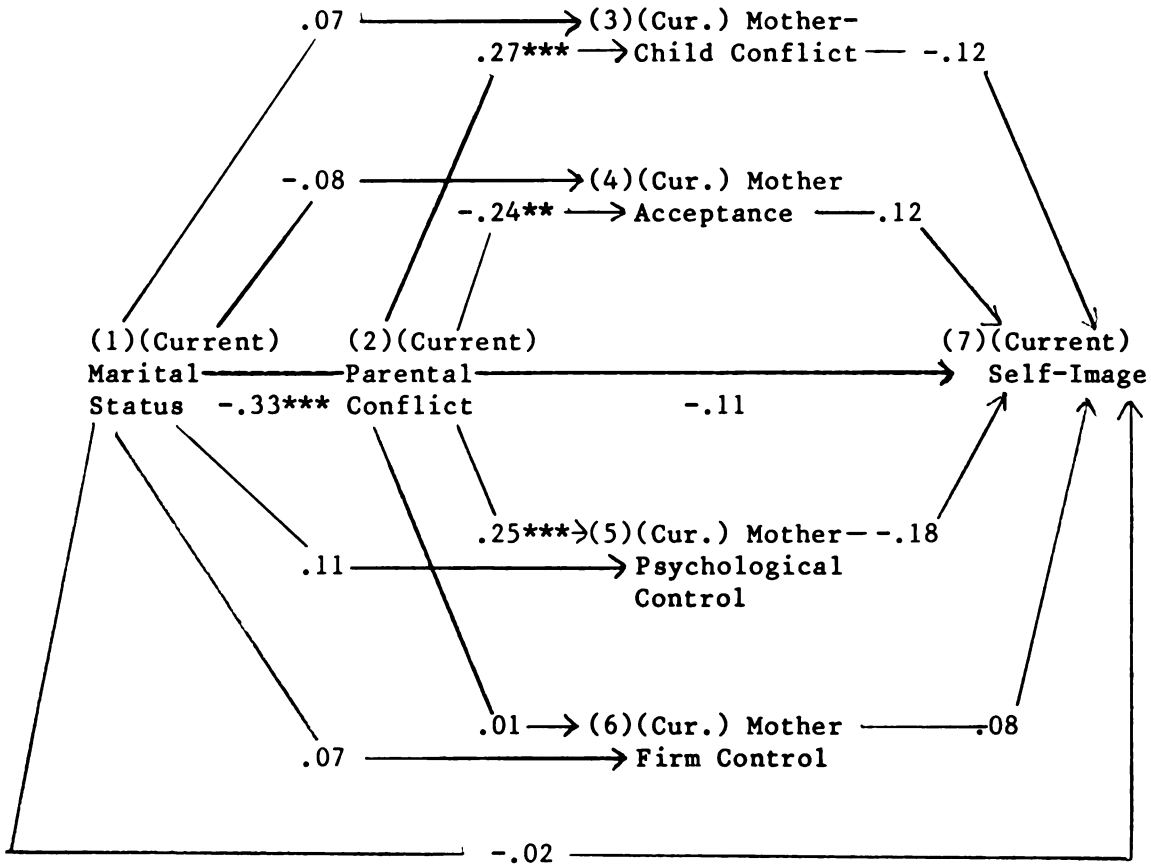 .07 (3)(Cur.) Mother-
.27*** Child Conflict -.12
-.08 (4)(Cur.) Mother
-.24** Acceptance .12
(1)(Current) (2)(Current) (7)(Current)
Marital Parental Self-Image
Status -.33*** Conflict -.11
.25*** (5)(Cur.) Mother -.18
.11 Psychological
Control
.01 (6)(Cur.) Mother .08
.07 Firm Control
-.02